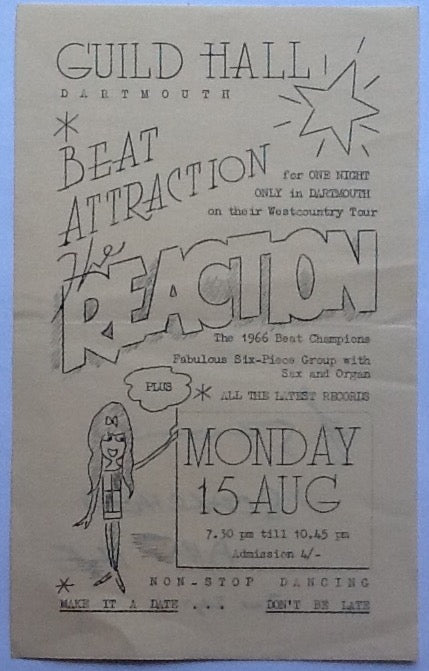 GUILD HALL
DARTMOUTH
* BEAT
ATTRACTION
for ONE NIGHT
ONLY in DARTMOUTH
on their Westcountry Tour
The
REACTION
The 1966 Beat Champions
Fabulous Six-Piece Group with
Sax and Organ
PLUS
* ALL THE LATEST RECORDS
MONDAY
15 AUG
7.30 pm till 10.45 pm
Admission 4/-
* NON-STOP DANCING
MAKE IT A DATE ... DON'T BE LATE